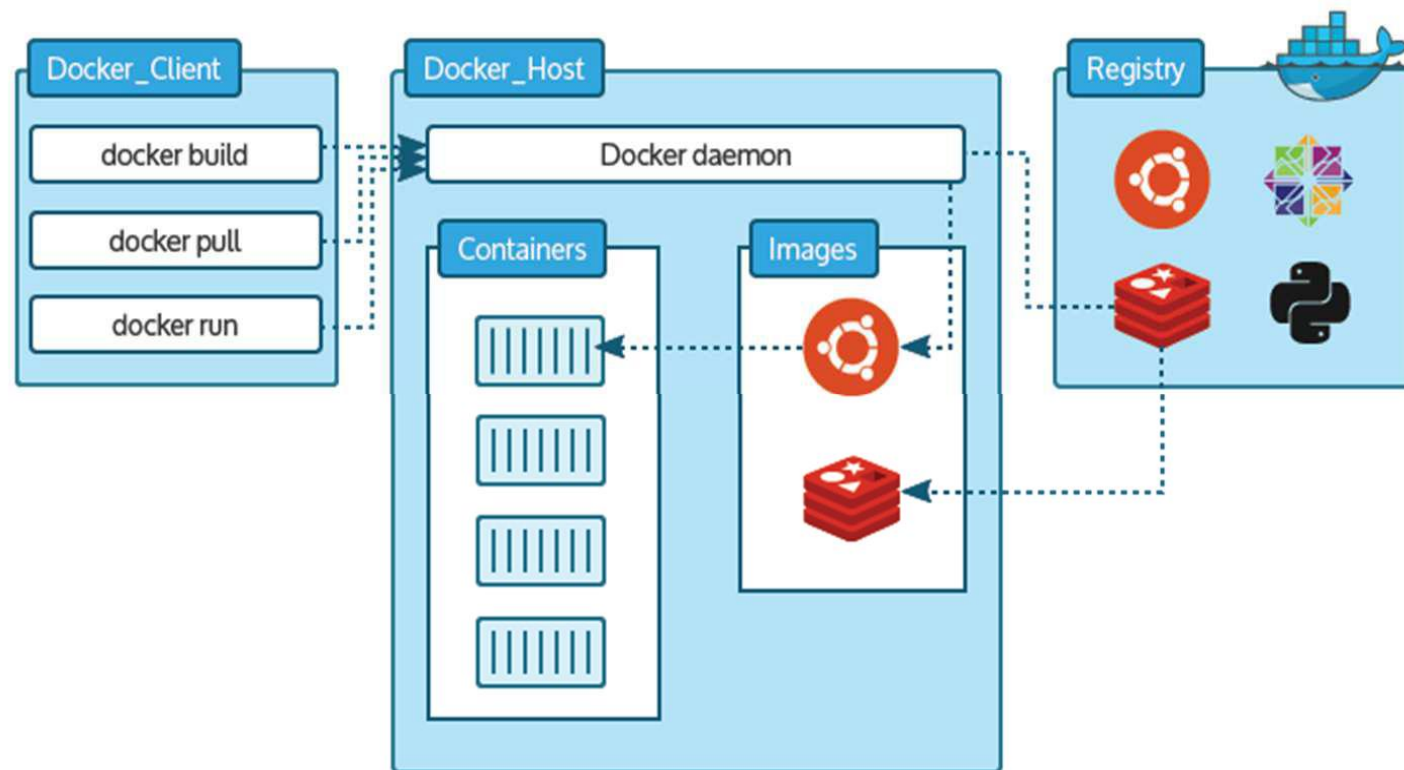 Docker_Client
docker build
docker pull
docker run
Docker_Host
Docker daemon
Containers
Images
Registry